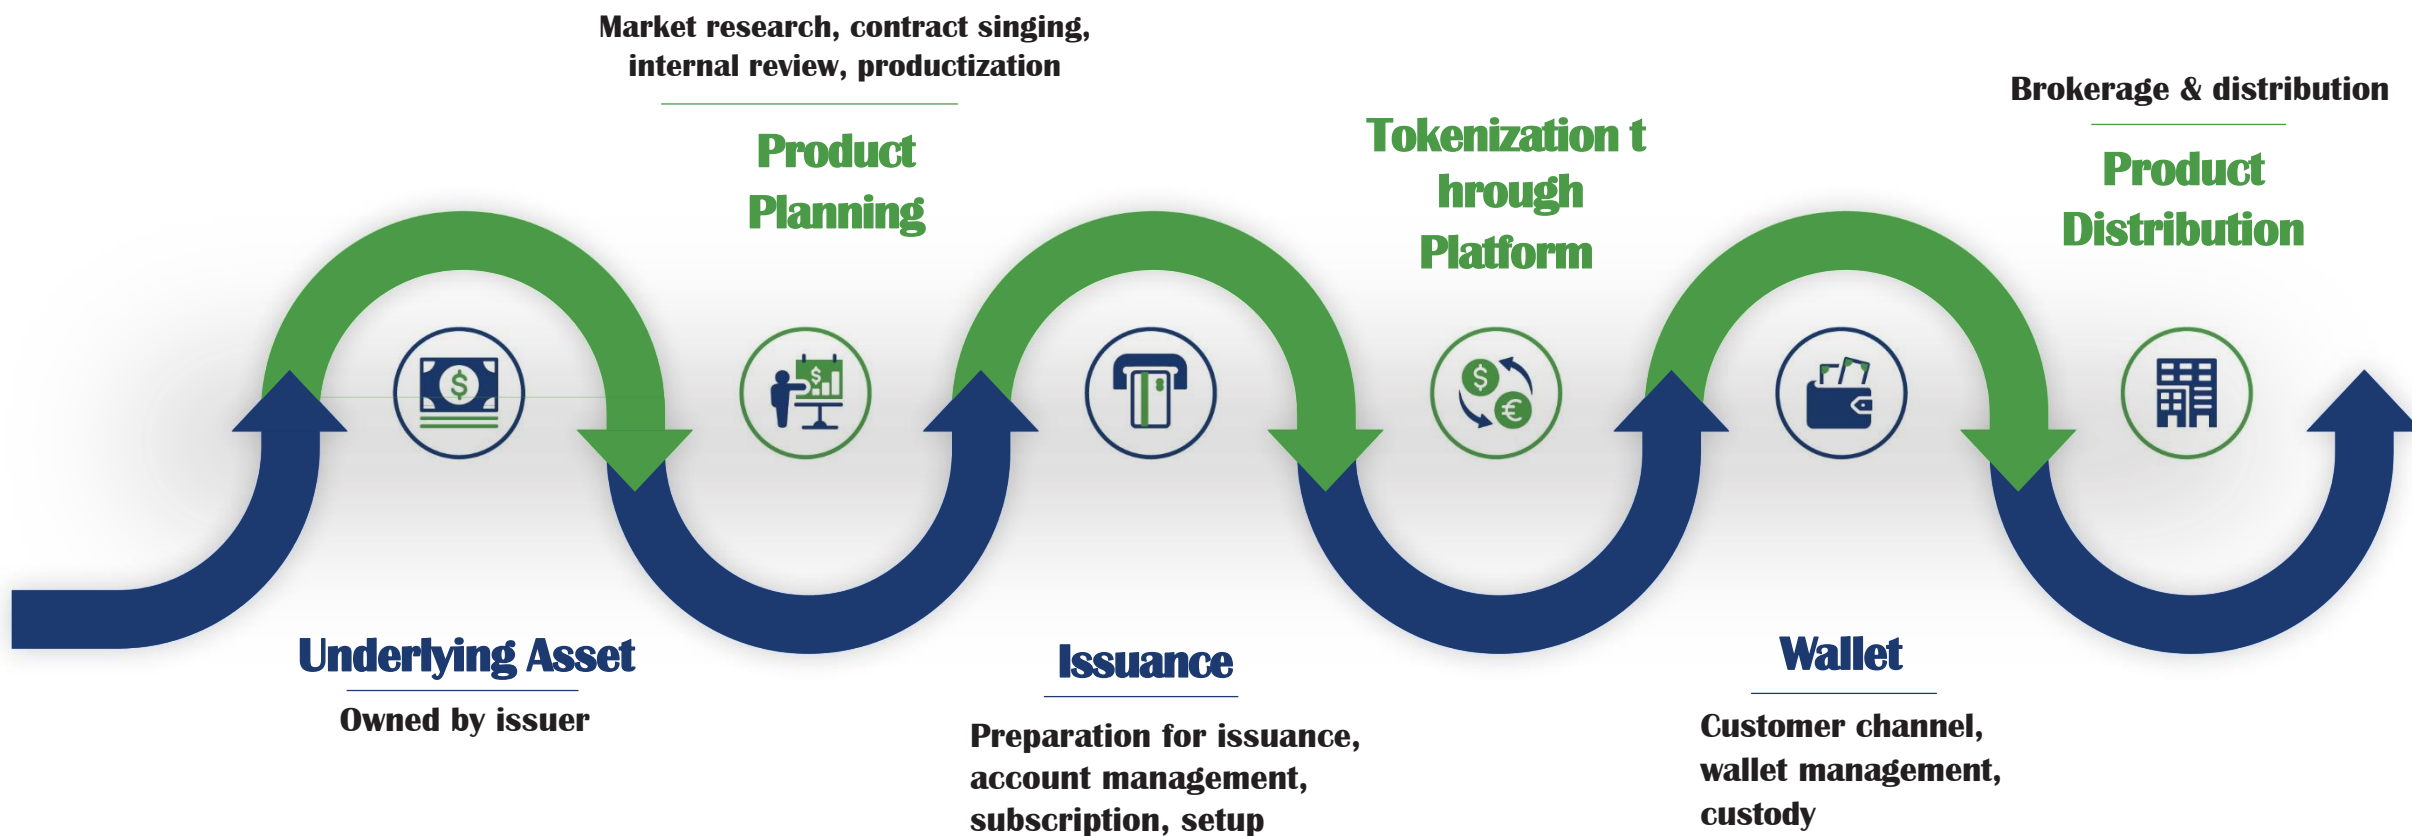 Market research, contract singing,
internal review, productization
Product
Planning
Tokenization t
hrough
Platform
Brokerage & distribution
Product
Distribution
$
$
$
€
8
Underlying Asset
Owned by issuer
Issuance
Preparation for issuance,
account management,
subscription, setup
Wallet
Customer channel,
wallet management,
custody